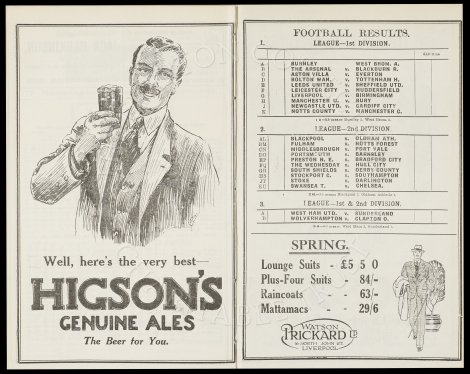 Well, here's the very best—
HIGSON'S
GENUINE ALES
The Beer for You.
FOOTBALL RESULTS.
1. LEAGUE—1st DIVISION.
A BURNLEY v. WEST BROM. A.
B THE ARSENAL v. BLACKBURN R.
C ASTON VILLA v. EVERTON
D BOLTON WAN. v. TOTTENHAM H.
E LEEDS UNITED v. SHEFFIELD UTD.
F LEICESTER CITY v. HUDDERSFIELD
G LIVERPOOL v. BIRMINGHAM
H MANCHESTER U. v. BURY
J NEWCASTLE UTD. v. CARDIFF CITY
K NOTTS COUNTY v. MANCHESTER C.
2. LEAGUE—2nd DIVISION.
BLACKPOOL v. OLDHAM ATH.
FULHAM v. NOTTS FOREST
MIDDLESBROUGH v. PORT VALE
PORTSMOUTH v. BARNSLEY
PRESTON N. E. v. BRADFORD CITY
THE WEDNESDAY v. HULL CITY
SOUTH SHIELDS v. DERBY COUNTY
STOCKPORT C. v. SOUTHAMPTON
STOKE v. DARLINGTON
SWANSEA T. v. CHELSEA.
3. LEAGUE—1st & 2nd DIVISION.
WEST HAM UTD. v. SUNDERLAND
WOLVERHAMPTON v. CLAPTON O.
SPRING.
Lounge Suits - £5 5 0
Plus-Four Suits - 84/-
Raincoats - 63/-
Mattamacs - 29/6
WATSON
PRICKARD LD
16 NORTH JOHN ST.
LIVERPOOL